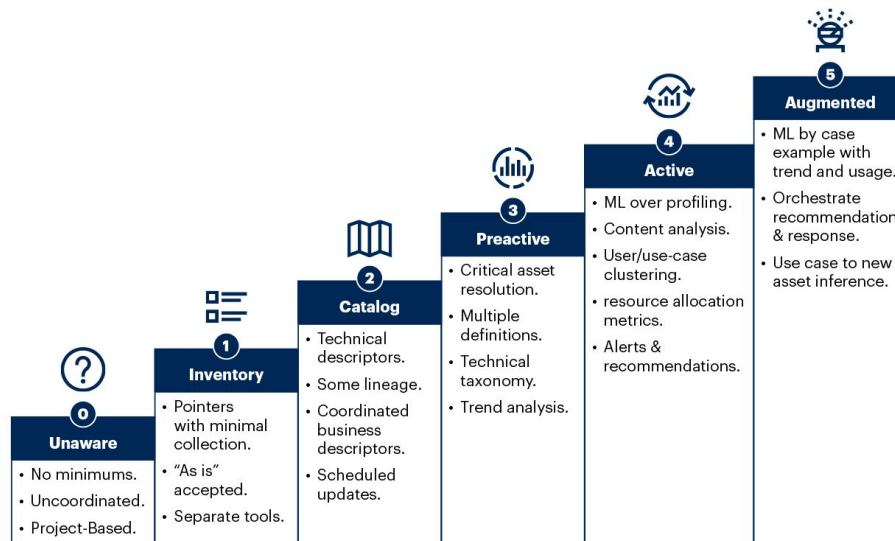 0
Unaware
• No minimums.
• Uncoordinated.
• Project-Based.
1
Inventory
• Pointers
with minimal
collection.
• “As is”
accepted.
• Separate tools.
2
Catalog
• Technical
descriptors.
• Some lineage.
• Coordinated
business
descriptors.
• Scheduled
updates.
3
Preactive
• Critical asset
resolution.
• Multiple
definitions.
• Technical
taxonomy.
• Trend analysis.
4
Active
• ML over profiling.
• Content analysis.
• User/use-case
clustering.
• resource allocation
metrics.
• Alerts &
recommendations.
5
Augmented
• ML by case
example with
trend and usage.
• Orchestrate
recommendation
& response.
• Use case to new
asset inference.